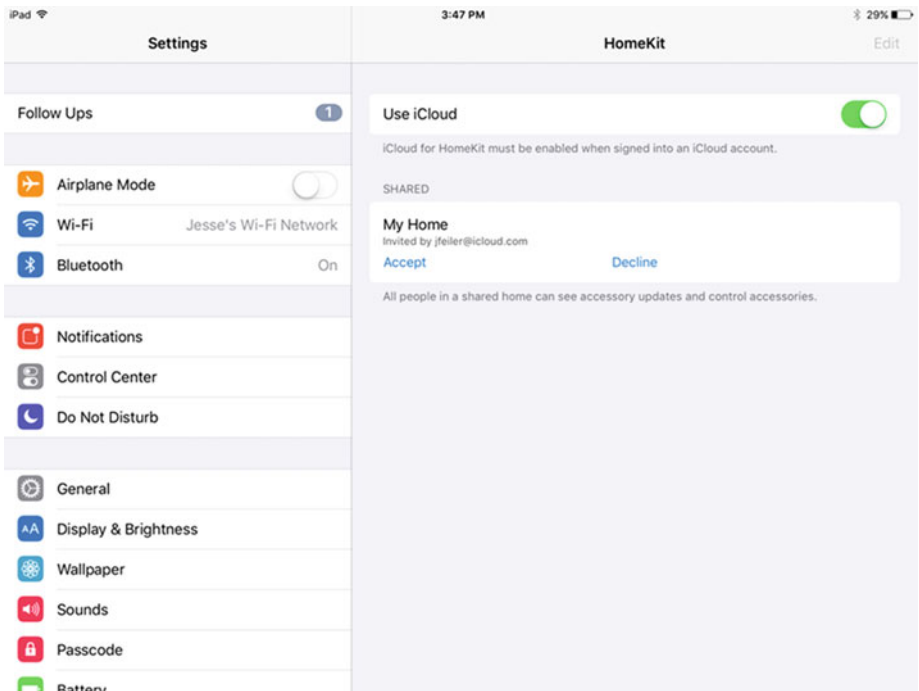 iPad
3:47 PM
29%
Settings
HomeKit
Edit
Follow Ups
1
Airplane Mode
Wi-Fi
Jesse's Wi-Fi Network
Bluetooth
On
Notifications
Control Center
Do Not Disturb
General
AA
Display & Brightness
Wallpaper
Sounds
Passcode
Battery
Use iCloud
iCloud for HomeKit must be enabled when signed into an iCloud account.
SHARED
My Home
Invited by jfeiler@icloud.com
Accept
Decline
All people in a shared home can see accessory updates and control accessories.